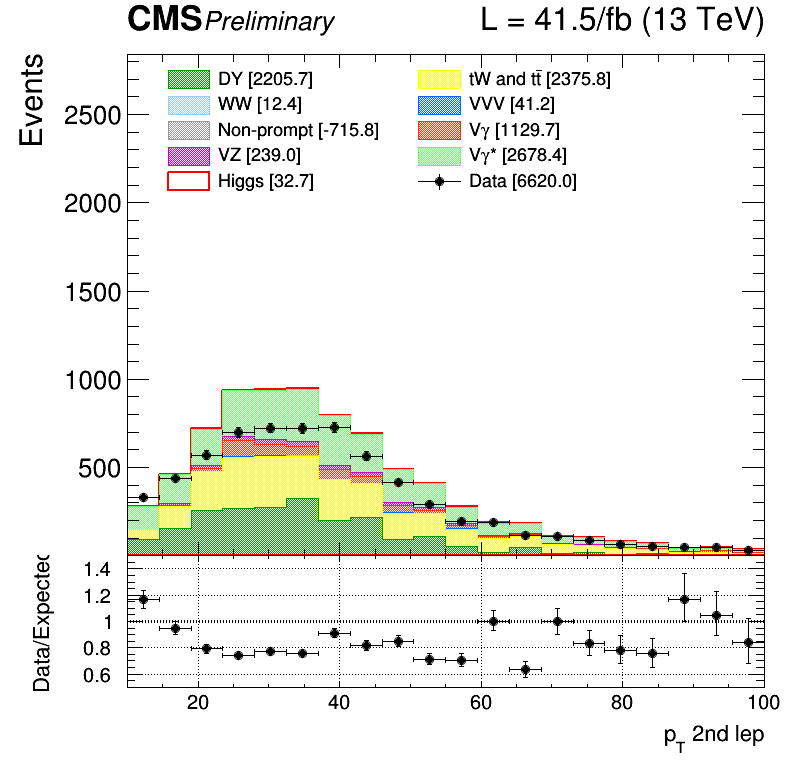 CMS Preliminary L = 41.5/fb (13 TeV)
Events
DY [2205.7] tW and tt̄ [2375.8]
WW [12.4] VVV [41.2]
Non-prompt [-715.8] Vγ [1129.7]
VZ [239.0] Vγ* [2678.4]
Higgs [32.7] Data [6620.0]
2500
2000
1500
1000
500
Data/Expected
1.4
1.2
1
0.8
0.6
20 40 60 80 100
p_T 2nd lep